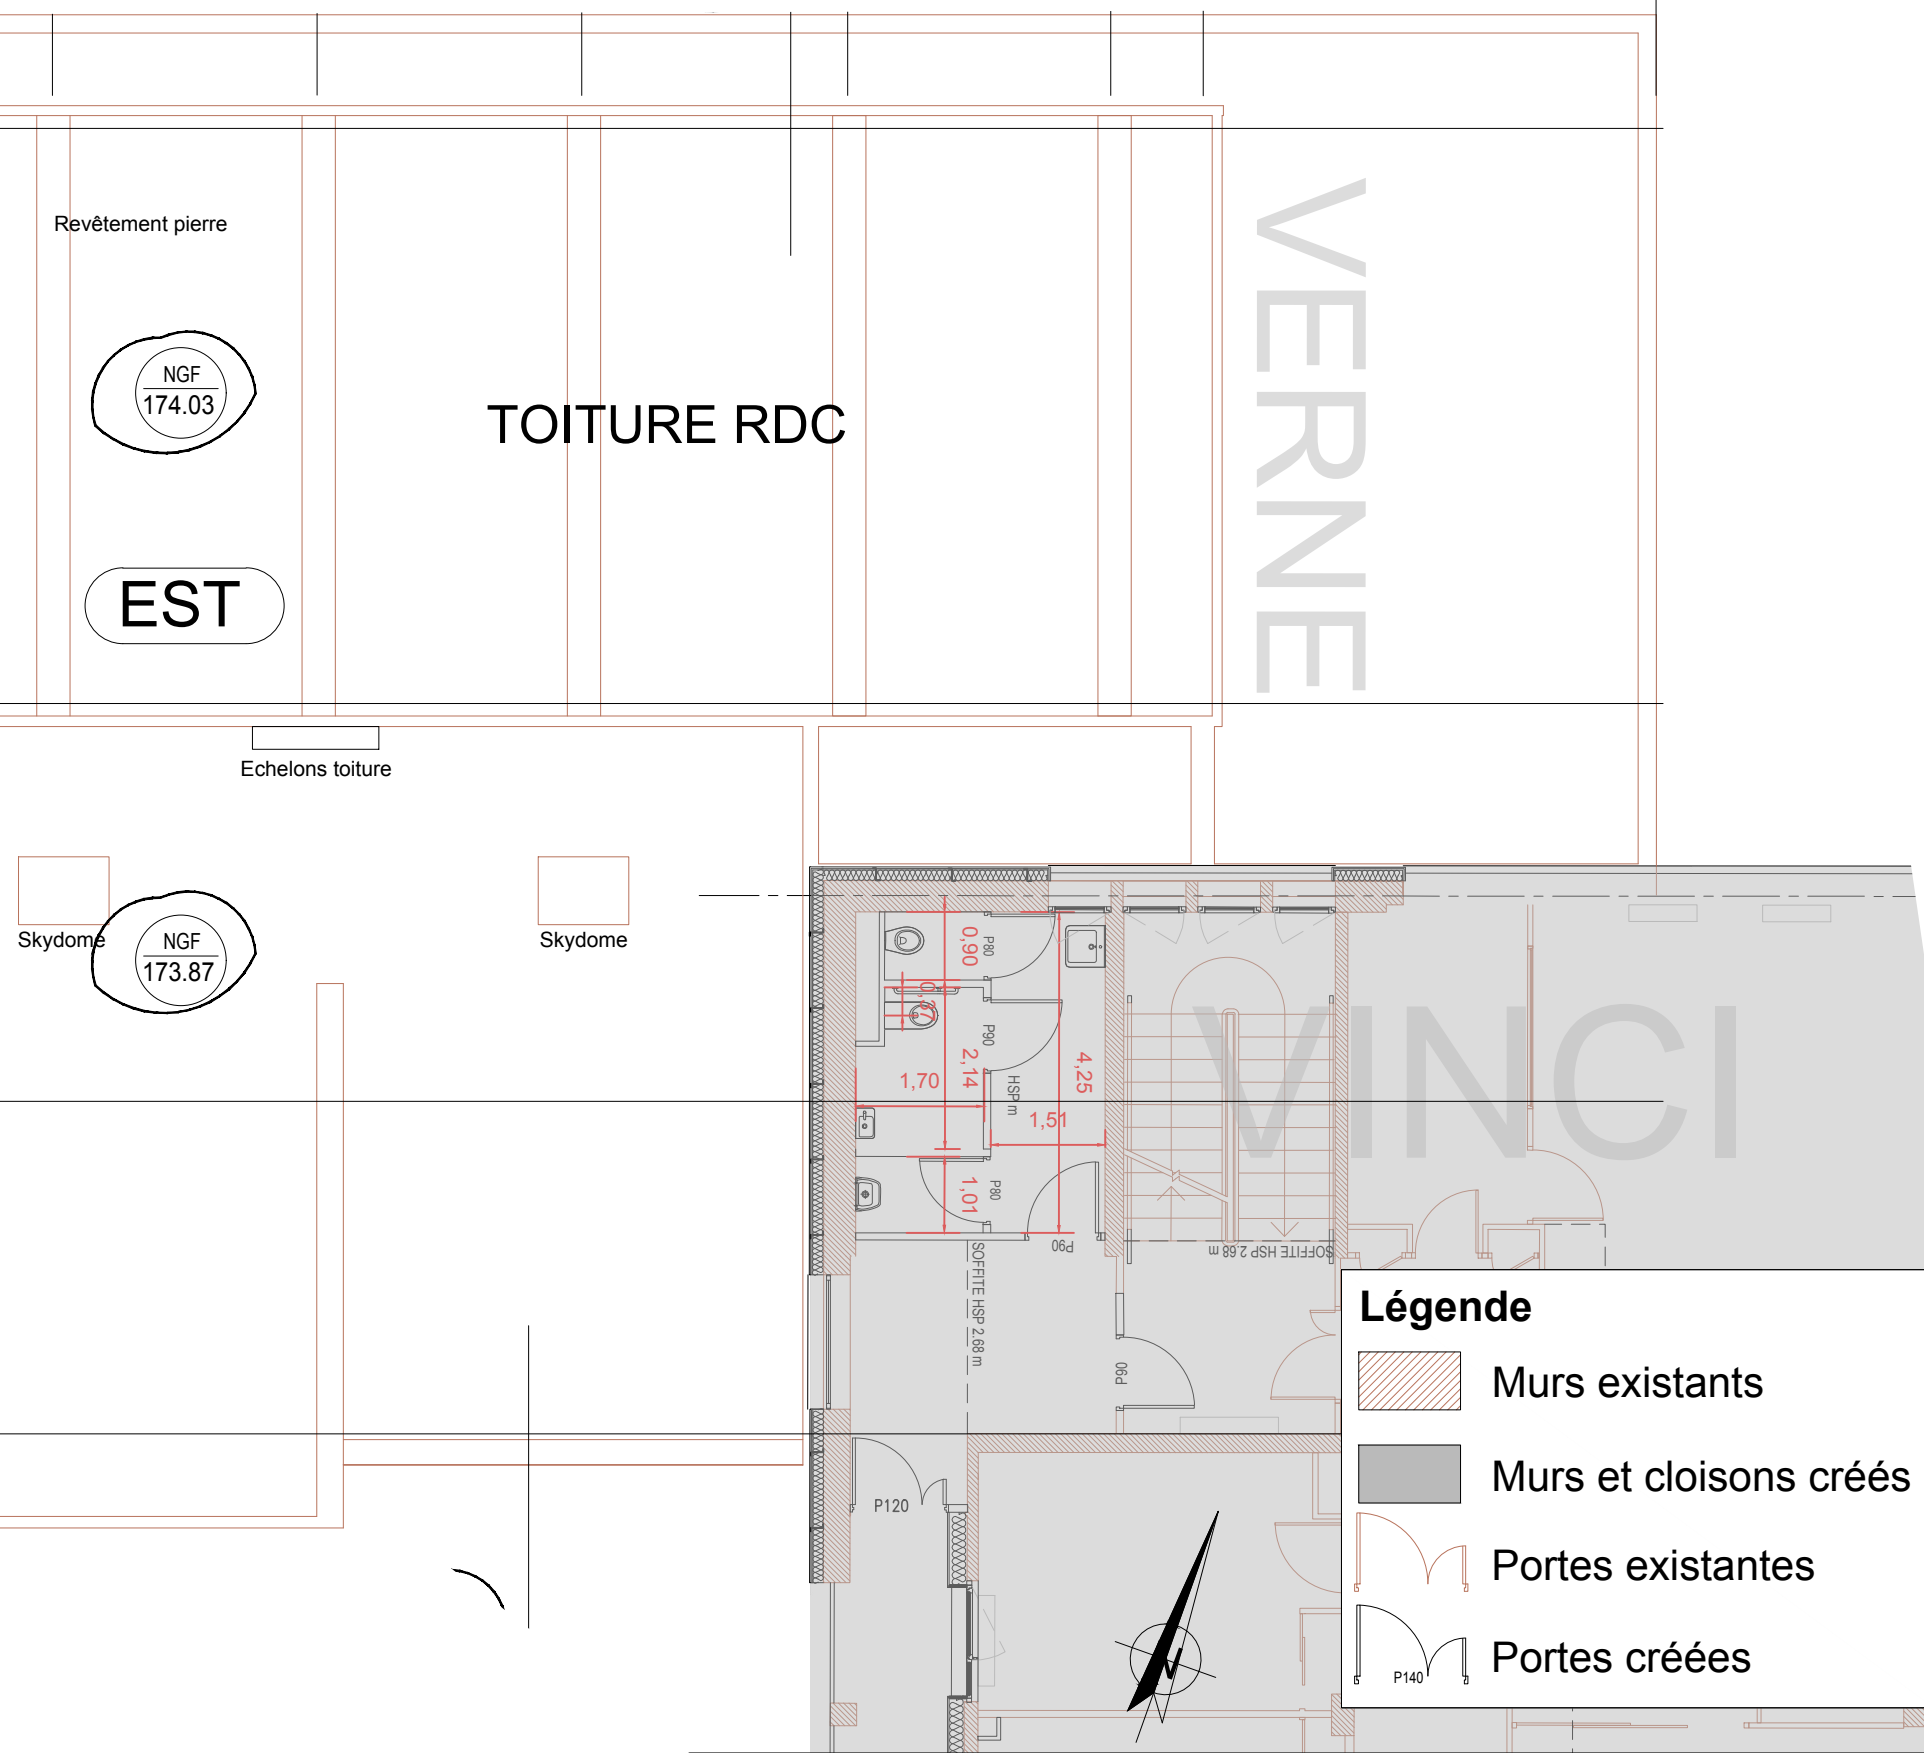 Revêtement pierre
NGF
174.03
TOITURE RDC
VERNE
EST
Echelons toiture
Skydome
NGF
173.87
Skydome
0,90
P80
0,37
P90
2,14
1,70
4,25
HSP m
1,51
VINCI
1,01
P80
P90
SOFFITE HSP 2.68 m
SOFFITE HSP 2.68 m
P90
P120
N
Légende
Murs existants
Murs et cloisons créés
Portes existantes
P140
Portes créées